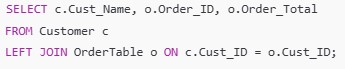 SELECT c.Cust_Name, o.Order_ID, o.Order_Total
FROM Customer c
LEFT JOIN OrderTable o ON c.Cust_ID = o.Cust_ID;